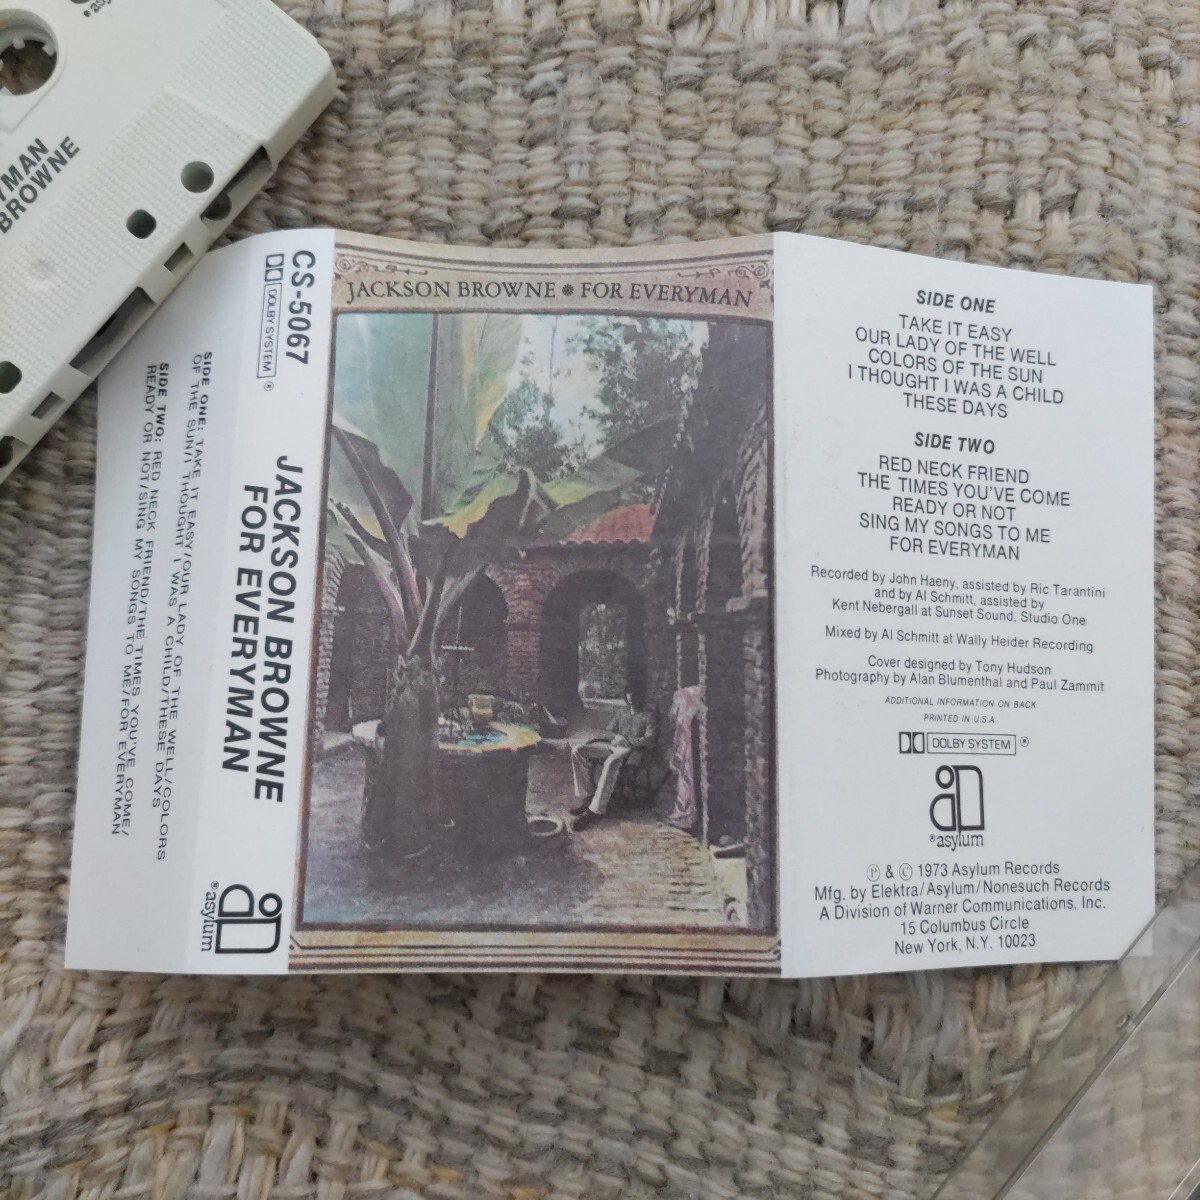 YMAN
BROWNE
CS-5067
DOLBY SYSTEM ®
JACKSON BROWNE
FOR EVERYMAN
® asylum
SIDE ONE: TAKE IT EASY/OUR LADY OF THE WELL/COLORS
OF THE SUN/I THOUGHT I WAS A CHILD/THESE DAYS
SIDE TWO: RED NECK FRIEND/THE TIMES YOU'VE COME/
READY OR NOT/SING MY SONGS TO ME/FOR EVERYMAN
JACKSON BROWNE • FOR EVERYMAN
SIDE ONE
TAKE IT EASY
OUR LADY OF THE WELL
COLORS OF THE SUN
I THOUGHT I WAS A CHILD
THESE DAYS
SIDE TWO
RED NECK FRIEND
THE TIMES YOU'VE COME
READY OR NOT
SING MY SONGS TO ME
FOR EVERYMAN
Recorded by John Haeny, assisted by Ric Tarantini
and by Al Schmitt, assisted by
Kent Nebergall at Sunset Sound, Studio One
Mixed by Al Schmitt at Wally Heider Recording
Cover designed by Tony Hudson
Photography by Alan Blumenthal and Paul Zammit
ADDITIONAL INFORMATION ON BACK
PRINTED IN U.S.A.
DOLBY SYSTEM ®
® asylum
℗ & © 1973 Asylum Records
Mfg. by Elektra/Asylum/Nonesuch Records
A Division of Warner Communications, Inc.
15 Columbus Circle
New York, N.Y. 10023